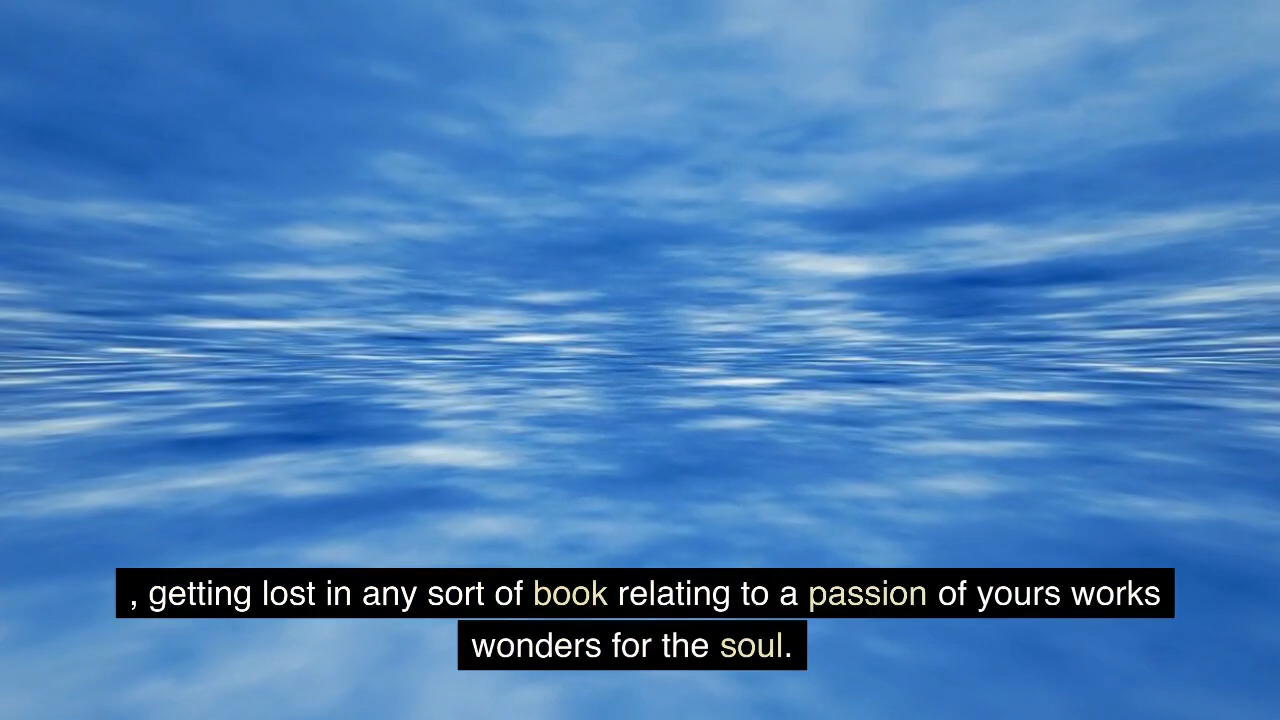 , getting lost in any sort of book relating to a passion of yours works
wonders for the soul.